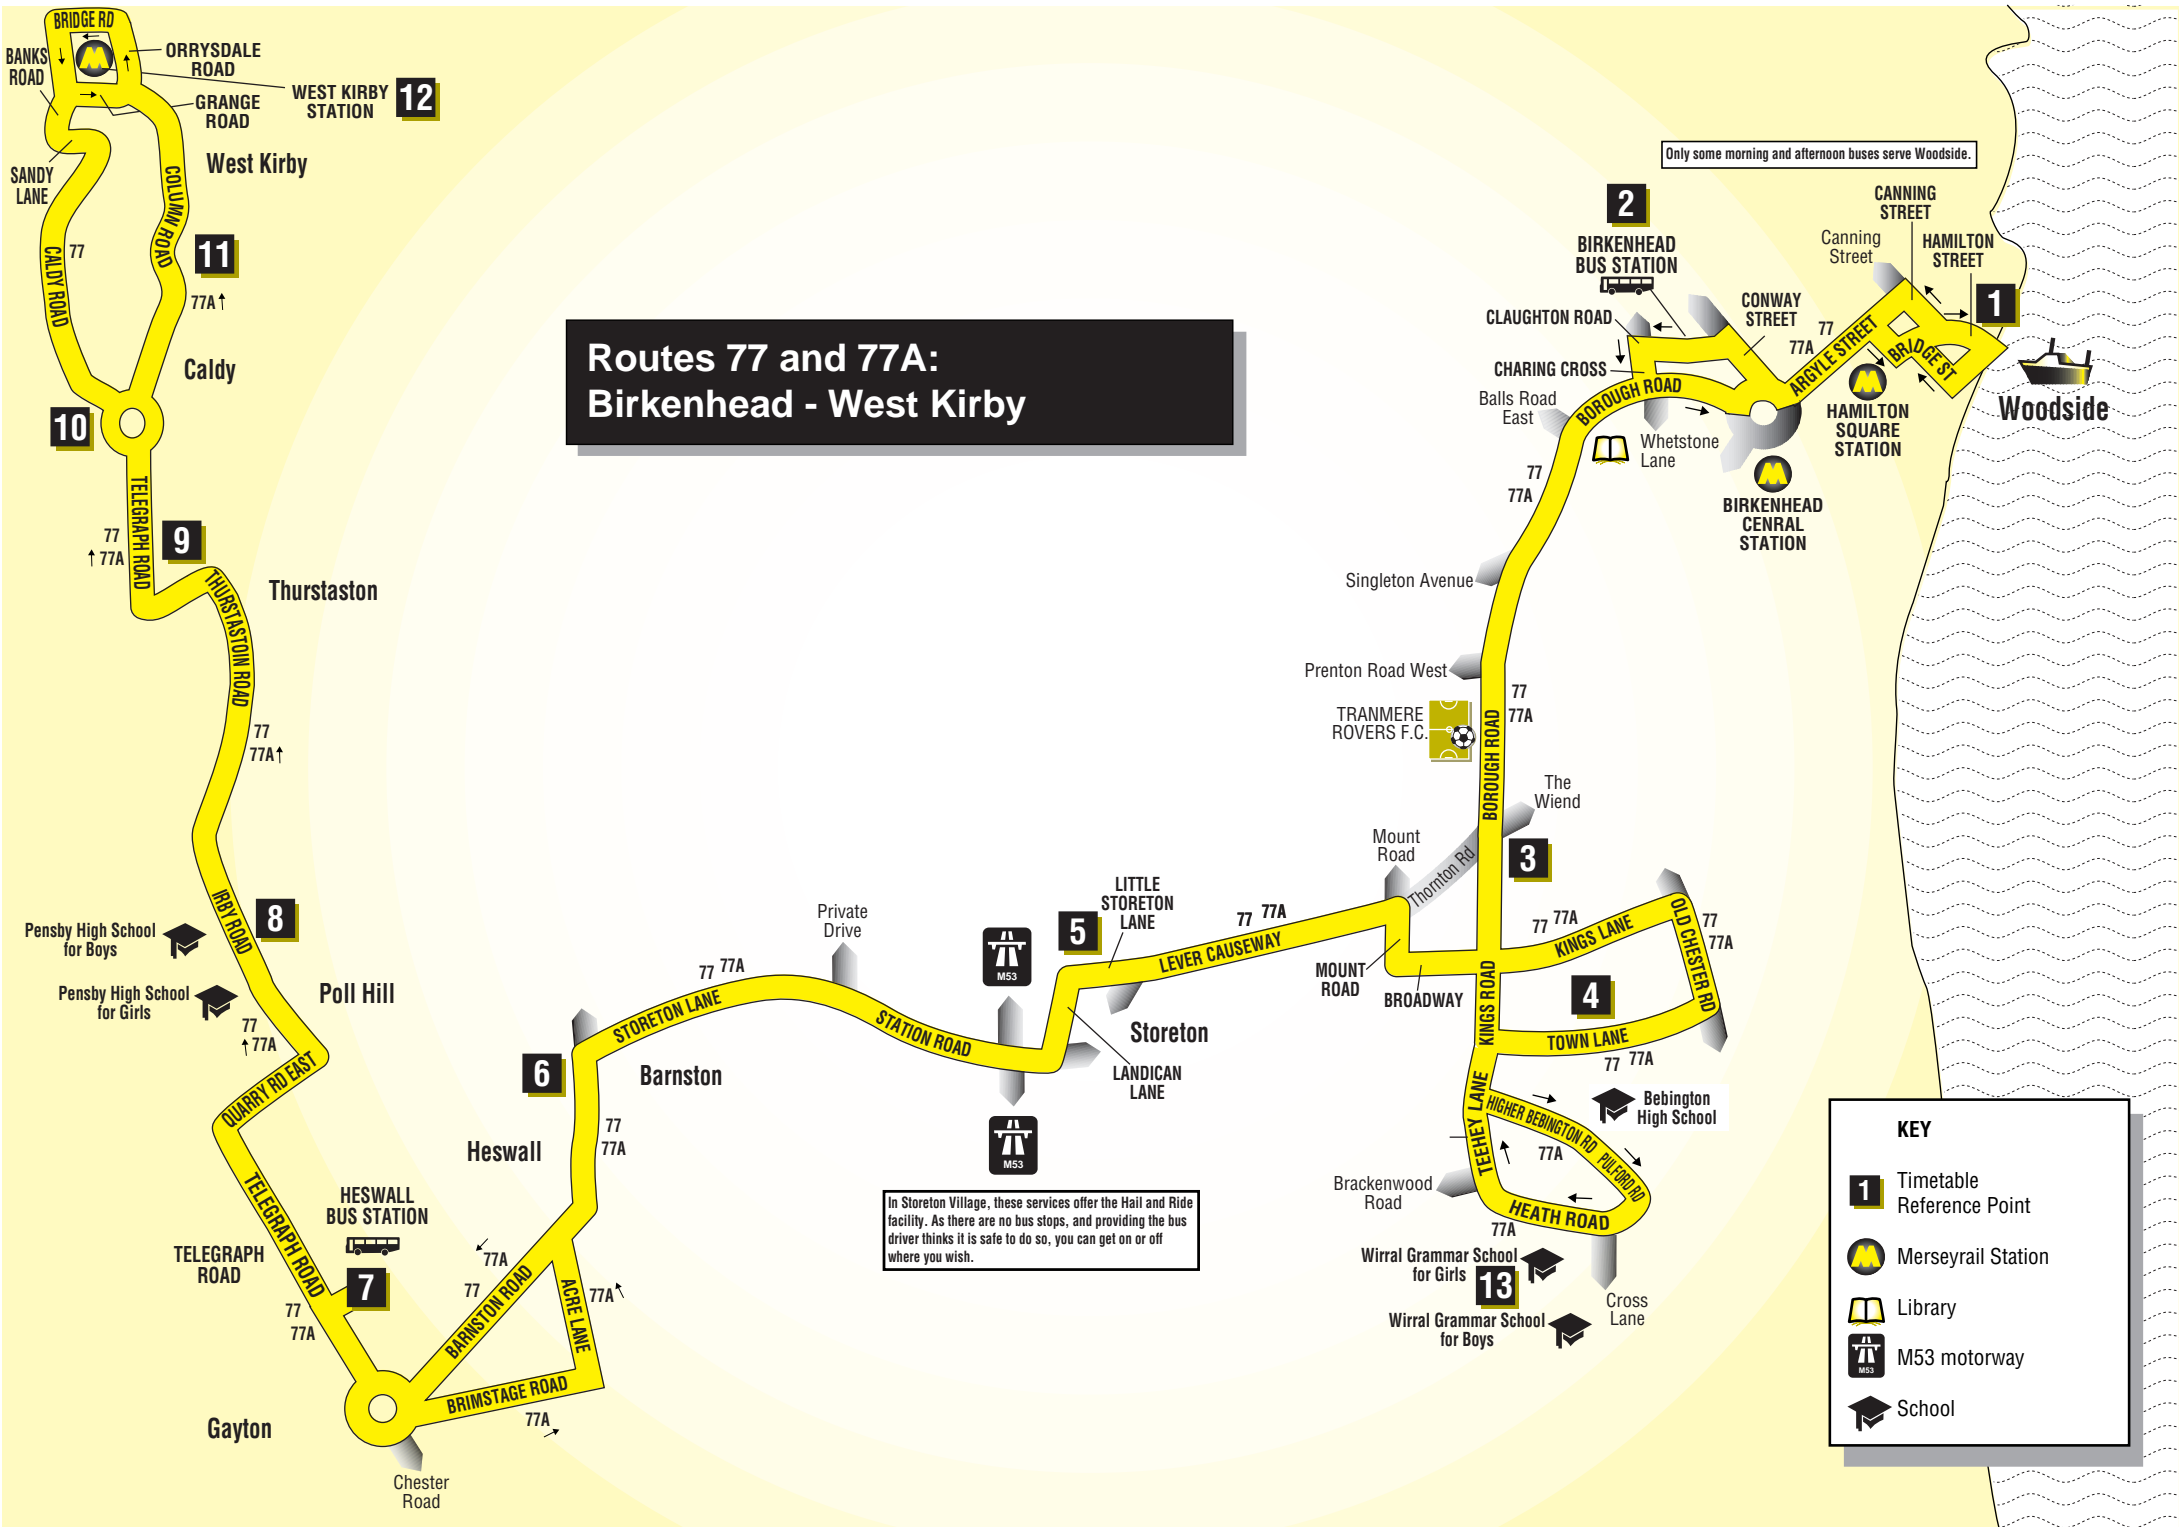 BRIDGE RD
BANKS
ROAD
ORRYSDALE
ROAD
WEST KIRBY
STATION
12
GRANGE
ROAD
West Kirby
SANDY
LANE
COLUMN ROAD
77
CALDY ROAD
11
77A
Caldy
10
TELEGRAPH ROAD
77
77A
9
Thurstaston
THURSTASTOIN ROAD
77
77A
IRBY ROAD
8
Pensby High School
for Boys
Pensby High School
for Girls
Poll Hill
77
77A
QUARRY RD EAST
TELEGRAPH ROAD
HESWALL
BUS STATION
TELEGRAPH
ROAD
7
77
77A
Gayton
Chester
Road
Routes 77 and 77A:
Birkenhead - West Kirby
Only some morning and afternoon buses serve Woodside.
2
BIRKENHEAD
BUS STATION
CANNING
STREET
Canning
Street
HAMILTON
STREET
1
CLAUGHTON ROAD
CONWAY
STREET
77
77A
ARGYLE STREET
BRIDGE ST
CHARING CROSS
Balls Road
East
BOROUGH ROAD
Whetstone
Lane
HAMILTON
SQUARE
STATION
Woodside
BIRKENHEAD
CENRAL
STATION
77
77A
Singleton Avenue
Prenton Road West
77
77A
TRANMERE
ROVERS F.C.
BOROUGH ROAD
The
Wiend
Mount
Road
Thornton Rd
3
LITTLE
STORETON
LANE
5
77 77A
LEVER CAUSEWAY
MOUNT
ROAD
BROADWAY
77 77A
KINGS LANE
OLD CHESTER RD
77
77A
KINGS ROAD
4
TOWN LANE
77 77A
Private
Drive
M53
77 77A
STORETON LANE
STATION ROAD
Storeton
LANDICAN
LANE
M53
6
Barnston
Heswall
77
77A
77A
77
BARNSTON ROAD
ACRE LANE
77A
BRIMSTAGE ROAD
77A
In Storeton Village, these services offer the Hail and Ride
facility. As there are no bus stops, and providing the bus
driver thinks it is safe to do so, you can get on or off
where you wish.
TEEHEY LANE
HIGHER BEBINGTON RD
77A
PULFORD RD
Bebington
High School
Brackenwood
Road
HEATH ROAD
77A
Wirral Grammar School
for Girls
13
Wirral Grammar School
for Boys
Cross
Lane
KEY
1
Timetable
Reference Point
Merseyrail Station
Library
M53
M53 motorway
School